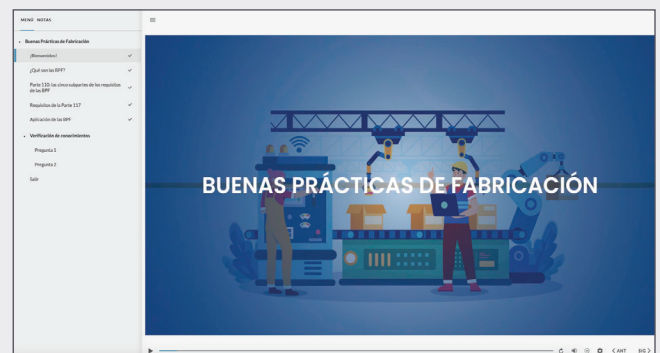 MENÚ NOTAS
Buenas Prácticas de Fabricación
¡Bienvenidos!
¿Qué son las BPF?
Parte 110: las cinco subpartes de los requisitos
de las BPF
Requisitos de la Parte 117
Aplicación de las BPF
Verificación de conocimientos
Pregunta 1
Pregunta 2
Salir
BUENAS PRÁCTICAS DE FABRICACIÓN
< ANT SIG >